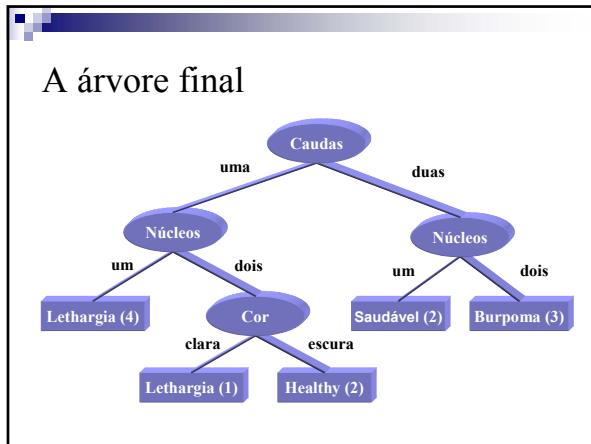 A árvore final
Caudas
uma
duas
Núcleos
Núcleos
um
dois
um
dois
Lethargia (4)
Cor
Saudável (2)
Burpoma (3)
clara
escura
Lethargia (1)
Healthy (2)